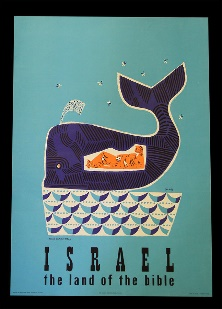 ISRAEL
the land of the bible